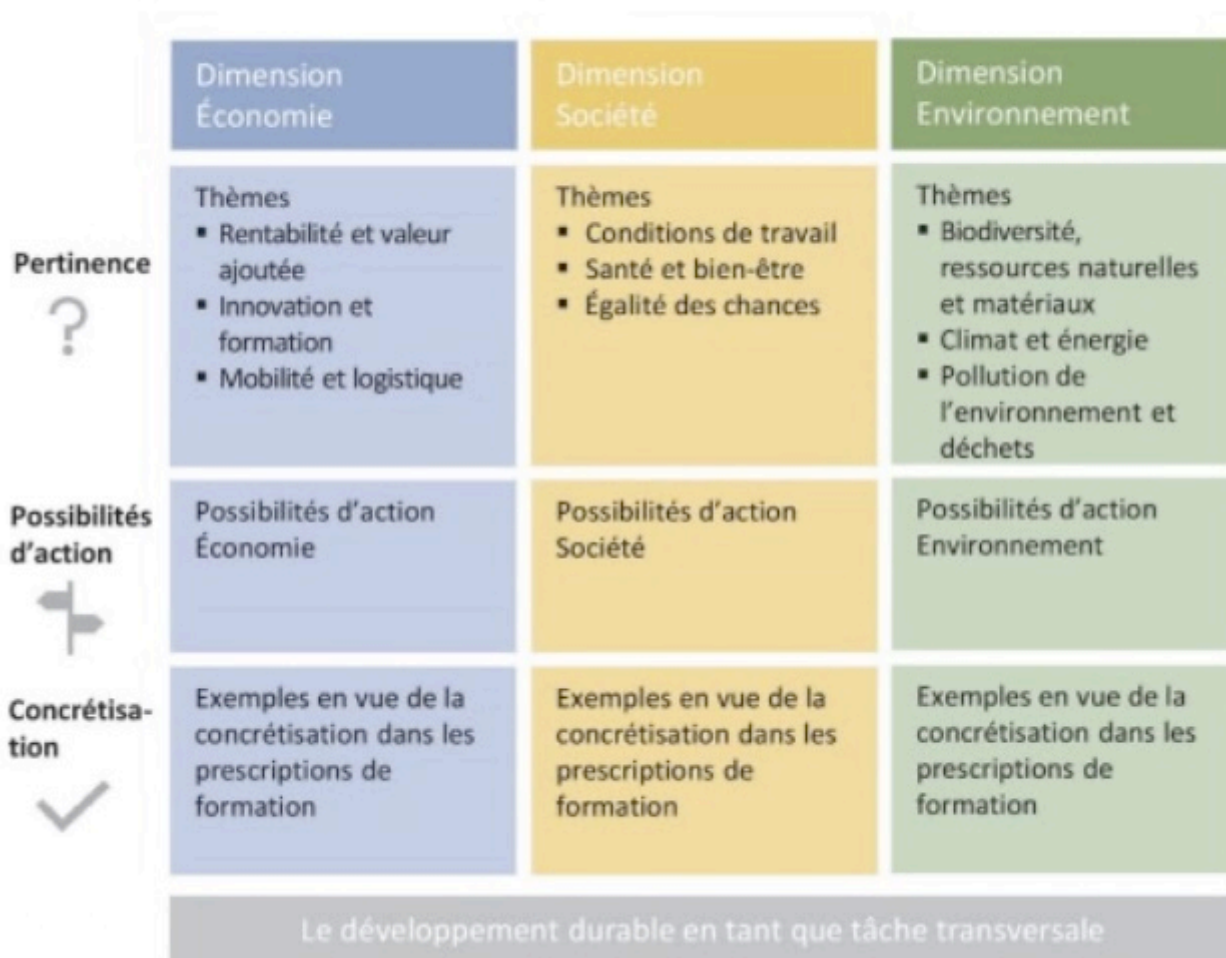 Dimension
Économie
Dimension
Société
Dimension
Environnement
Pertinence
Thèmes
▪ Rentabilité et valeur
ajoutée
▪ Innovation et
formation
▪ Mobilité et logistique
Thèmes
▪ Conditions de travail
▪ Santé et bien-être
▪ Égalité des chances
Thèmes
▪ Biodiversité,
ressources naturelles
et matériaux
▪ Climat et énergie
▪ Pollution de
l'environnement et
déchets
Possibilités
d'action
Possibilités d'action
Économie
Possibilités d'action
Société
Possibilités d'action
Environnement
Concrétisa-
tion
Exemples en vue de la
concrétisation dans les
prescriptions de
formation
Exemples en vue de la
concrétisation dans les
prescriptions de
formation
Exemples en vue de la
concrétisation dans les
prescriptions de
formation
Le développement durable en tant que tâche transversale